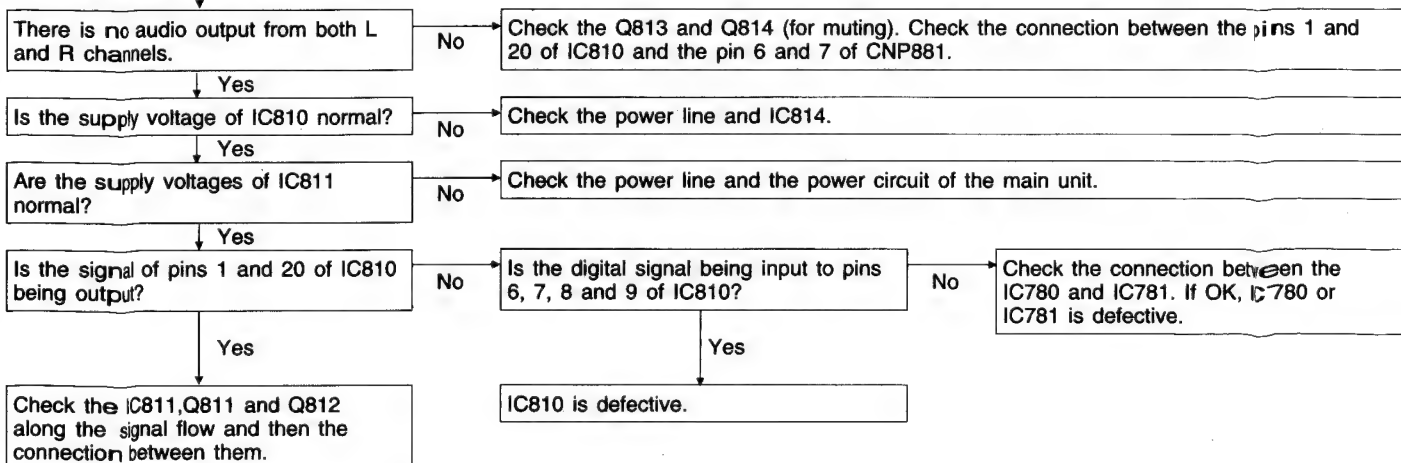 There is no audio output from both L
and R channels.
No
Check the Q813 and Q814 (for muting). Check the connection between the pins 1 and
20 of IC810 and the pin 6 and 7 of CNP881.
Yes
Is the supply voltage of IC810 normal?
No
Check the power line and IC814.
Yes
Are the supply voltages of IC811
normal?
No
Check the power line and the power circuit of the main unit.
Yes
Is the signal of pins 1 and 20 of IC810
being output?
No
Is the digital signal being input to pins
6, 7, 8 and 9 of IC810?
No
Check the connection between the
IC780 and IC781. If OK, IC780 or
IC781 is defective.
Yes
Yes
Check the IC811,Q811 and Q812
along the signal flow and then the
connection between them.
IC810 is defective.